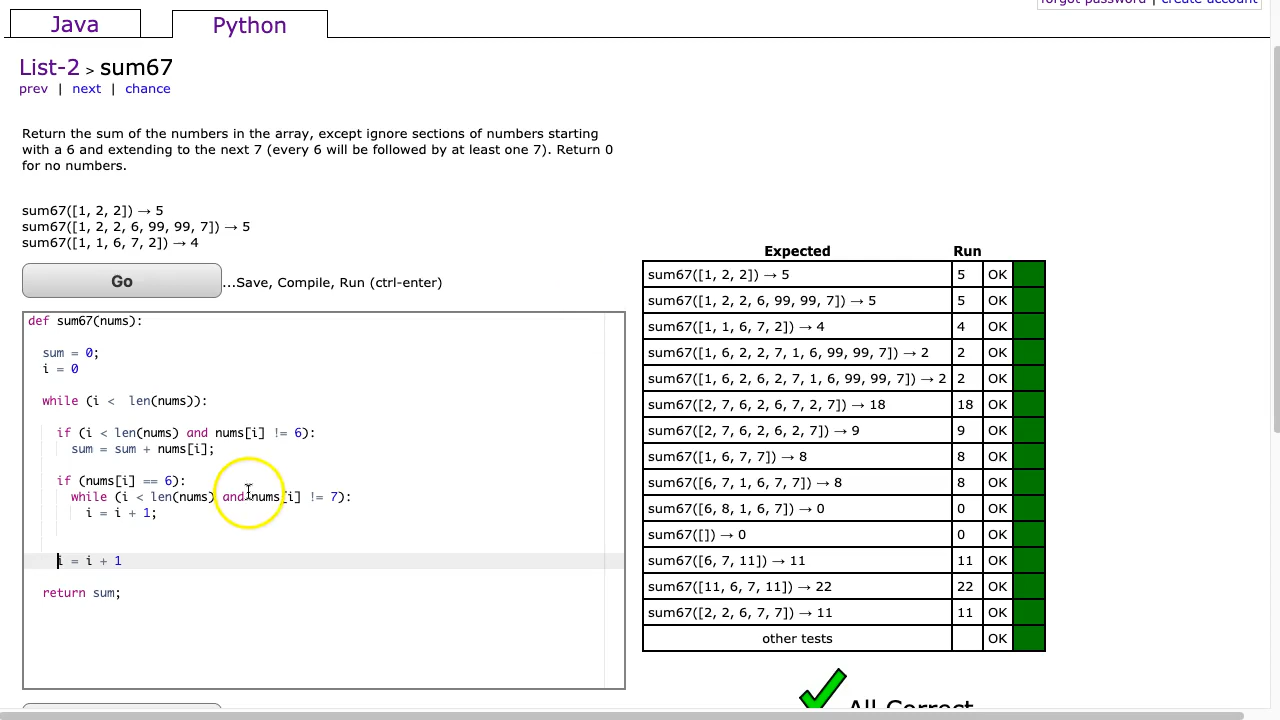 forgot password | create account
Java
Python
List-2 > sum67
prev | next | chance
Return the sum of the numbers in the array, except ignore sections of numbers starting
with a 6 and extending to the next 7 (every 6 will be followed by at least one 7). Return 0
for no numbers.
sum67([1, 2, 2]) → 5
sum67([1, 2, 2, 6, 99, 99, 7]) → 5
sum67([1, 1, 6, 7, 2]) → 4
Go
...Save, Compile, Run (ctrl-enter)
def sum67(nums):
sum = 0;
i = 0
while (i <  len(nums)):
if (i < len(nums) and nums[i] != 6):
sum = sum + nums[i];
if (nums[i] == 6):
while (i < len(nums) and nums[i] != 7):
i = i + 1;
i = i + 1
return sum;
Expected Run
sum67([1, 2, 2]) → 5 5 OK
sum67([1, 2, 2, 6, 99, 99, 7]) → 5 5 OK
sum67([1, 1, 6, 7, 2]) → 4 4 OK
sum67([1, 6, 2, 2, 7, 1, 6, 99, 99, 7]) → 2 2 OK
sum67([1, 6, 2, 6, 2, 7, 1, 6, 99, 99, 7]) → 2 2 OK
sum67([2, 7, 6, 2, 6, 7, 2, 7]) → 18 18 OK
sum67([2, 7, 6, 2, 6, 2, 7]) → 9 9 OK
sum67([1, 6, 7, 7]) → 8 8 OK
sum67([6, 7, 1, 6, 7, 7]) → 8 8 OK
sum67([6, 8, 1, 6, 7]) → 0 0 OK
sum67([]) → 0 0 OK
sum67([6, 7, 11]) → 11 11 OK
sum67([11, 6, 7, 11]) → 22 22 OK
sum67([2, 2, 6, 7, 7]) → 11 11 OK
other tests OK
All Correct